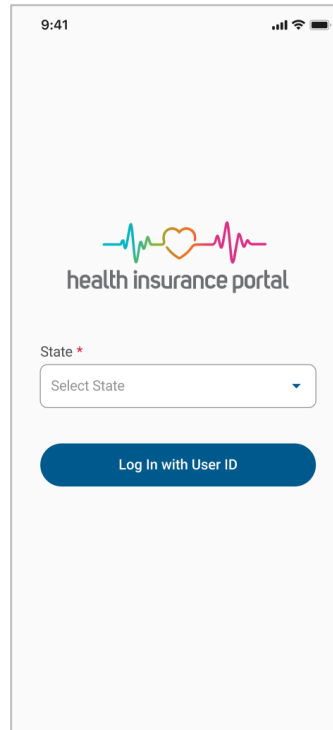 9:41
health insurance portal
State *
Select State
Log In with User ID